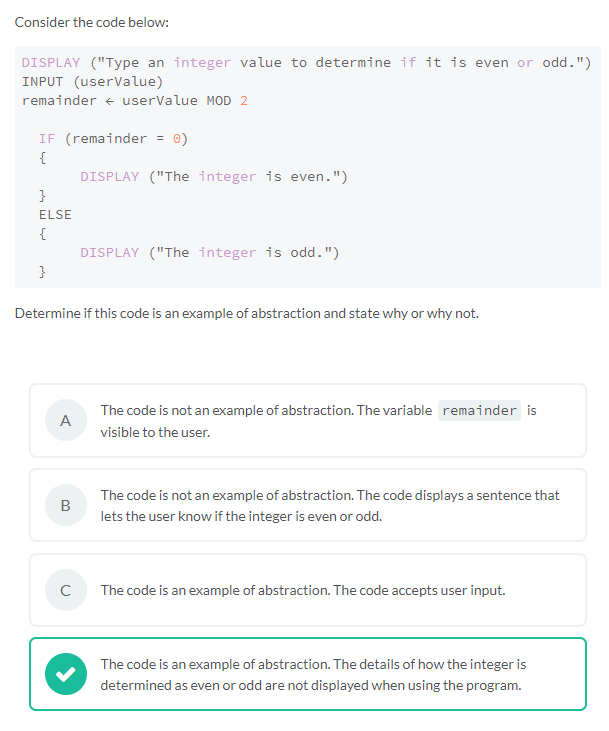 Consider the code below:
DISPLAY ("Type an integer value to determine if it is even or odd.")
INPUT (userValue)
remainder ← userValue MOD 2
IF (remainder = 0)
{
DISPLAY ("The integer is even.")
}
ELSE
{
DISPLAY ("The integer is odd.")
}
Determine if this code is an example of abstraction and state why or why not.
A
The code is not an example of abstraction. The variable remainder is
visible to the user.
B
The code is not an example of abstraction. The code displays a sentence that
lets the user know if the integer is even or odd.
C
The code is an example of abstraction. The code accepts user input.
The code is an example of abstraction. The details of how the integer is
determined as even or odd are not displayed when using the program.